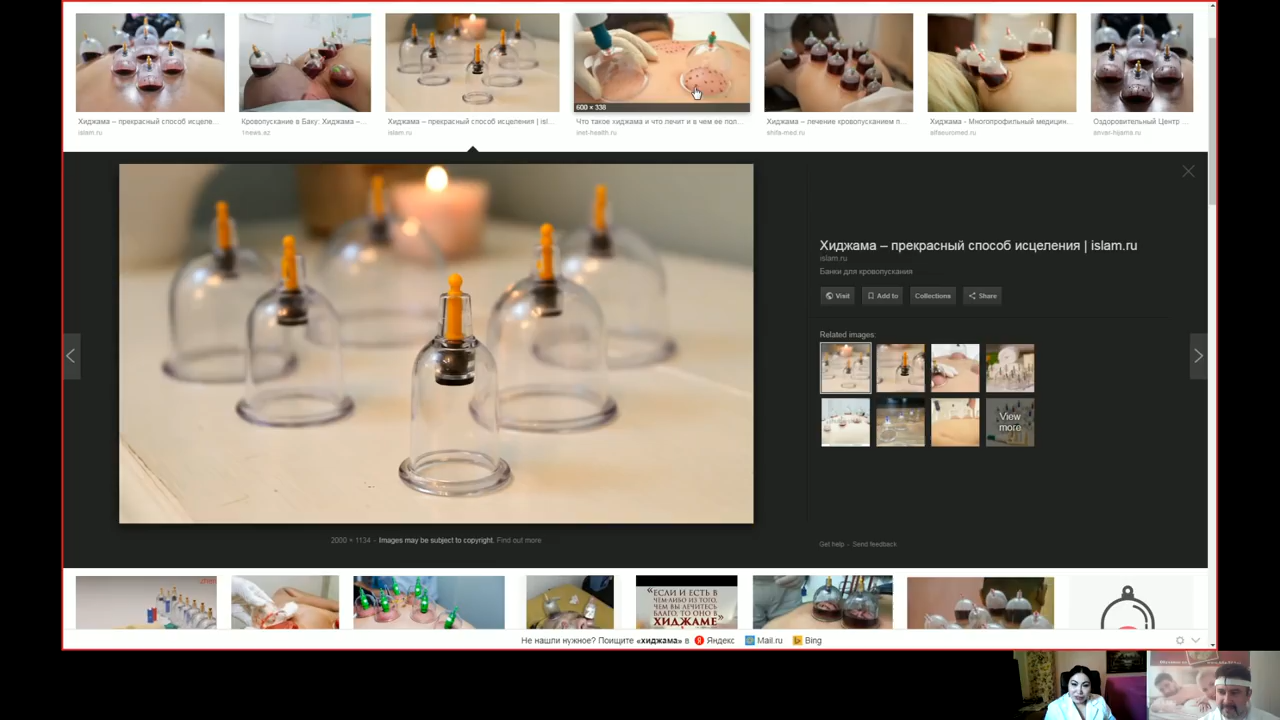 600 × 338
Хиджама – прекрасный способ исцеле...
islam.ru
Кровопускание в Баку: Хиджама –...
1news.az
Хиджама – прекрасный способ исцеления | isl...
islam.ru
Что такое хиджама и что лечит и в чем ее пол...
inet-health.ru
Хиджама – лечение кровопусканием п...
shifa-med.ru
Хиджама - Многопрофильный медицин...
sifaeuromed.ru
Оздоровительный Центр ...
anvar-hijama.ru
Хиджама – прекрасный способ исцеления | islam.ru
islam.ru
Банки для кровопускания
Visit
Add to
Collections
Share
Related images:
View
more
2000 × 1134 - Images may be subject to copyright. Find out more
Get help - Send feedback
“ЕСЛИ И ЕСТЬ В
ЧЕМ-ЛИБО ИЗ ТОГО,
ЧЕМ ВЫ ЛЕЧИТЕСЬ
БЛАГО, ТО ОНО В
ХИДЖАМЕ”
Не нашли нужное? Поищите «хиджама» в Яндекс Mail.ru Bing